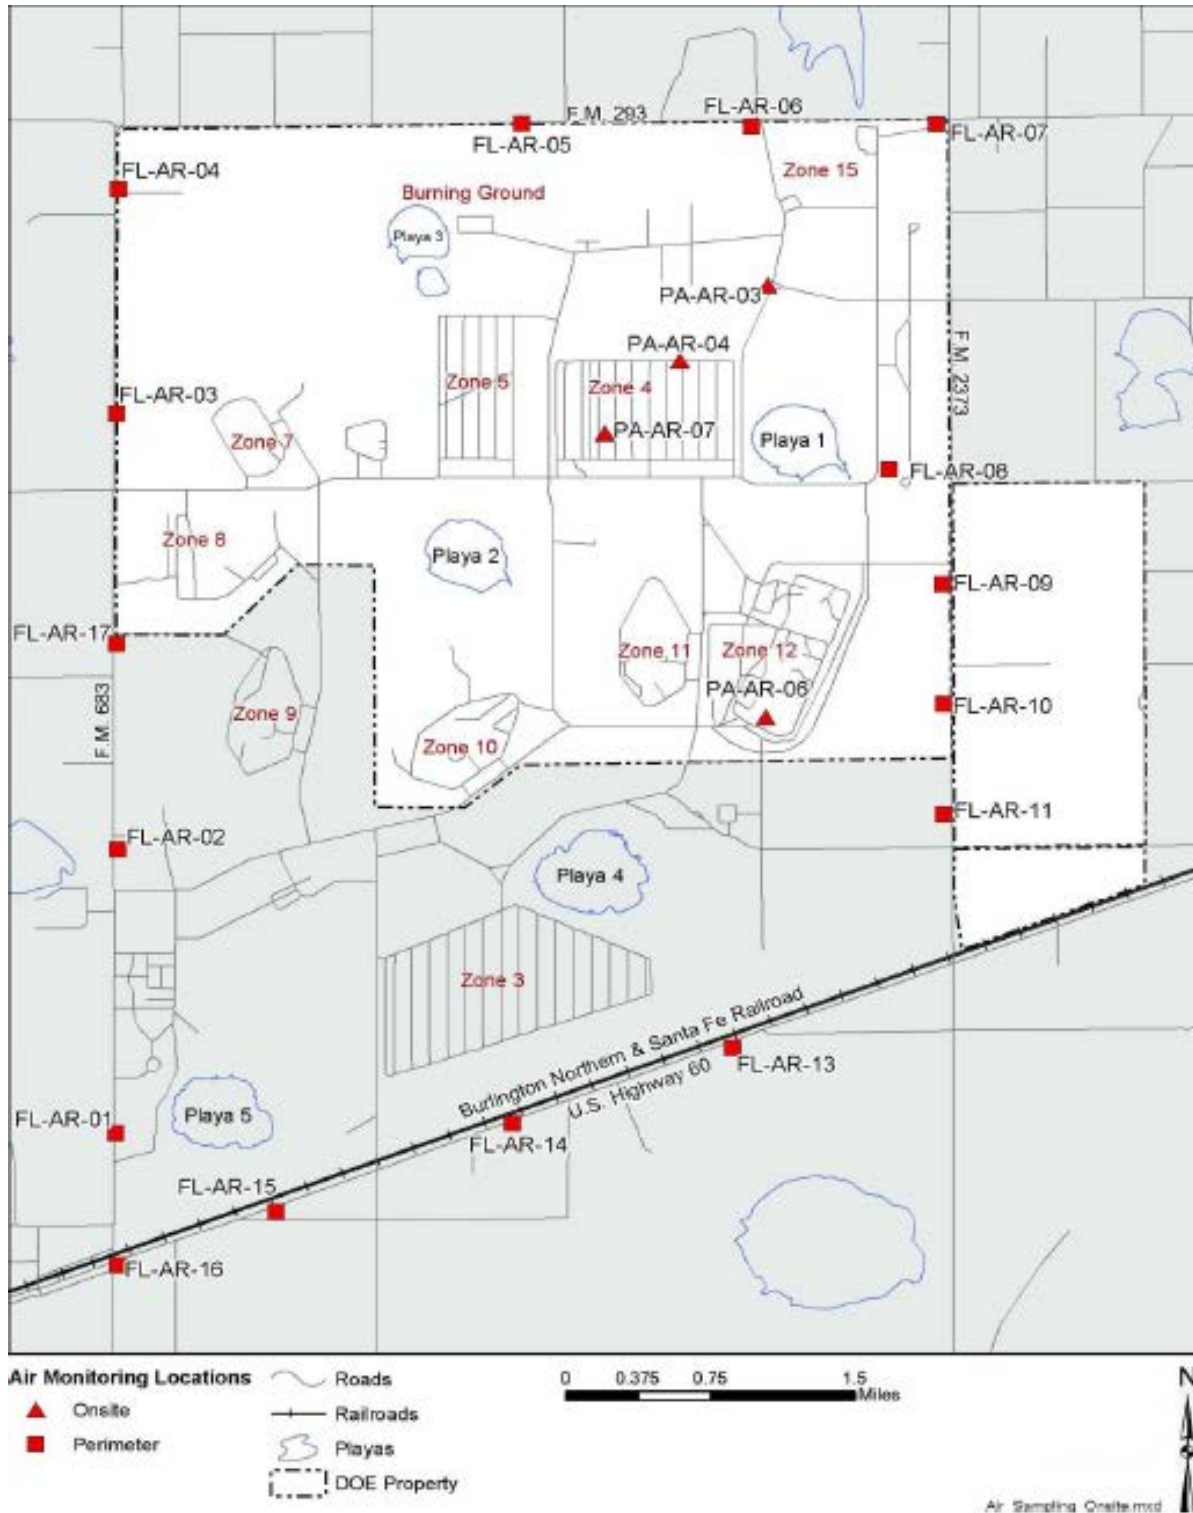 F.M. 293
FL-AR-06
FL-AR-05
FL-AR-07
FL-AR-04
Zone 15
Burning Ground
Playa 3
PA-AR-03
PA-AR-04
F.M. 2373
Zone 5
Zone 4
FL-AR-03
Zone 7
PA-AR-07
Playa 1
FL-AR-08
Zone 8
Playa 2
FL-AR-09
FL-AR-17
Zone 11
Zone 12
PA-AR-06
F.M. 683
Zone 9
FL-AR-10
Zone 10
FL-AR-11
FL-AR-02
Playa 4
Zone 3
Burlington Northern & Santa Fe Railroad
U.S. Highway 60
FL-AR-13
Playa 5
FL-AR-01
FL-AR-14
FL-AR-15
FL-AR-16
Air Monitoring Locations
Onsite
Perimeter
Roads
Railroads
Playas
DOE Property
0 0.375 0.75 1.5
Miles
N
Air_Sampling_Onsite.mxd